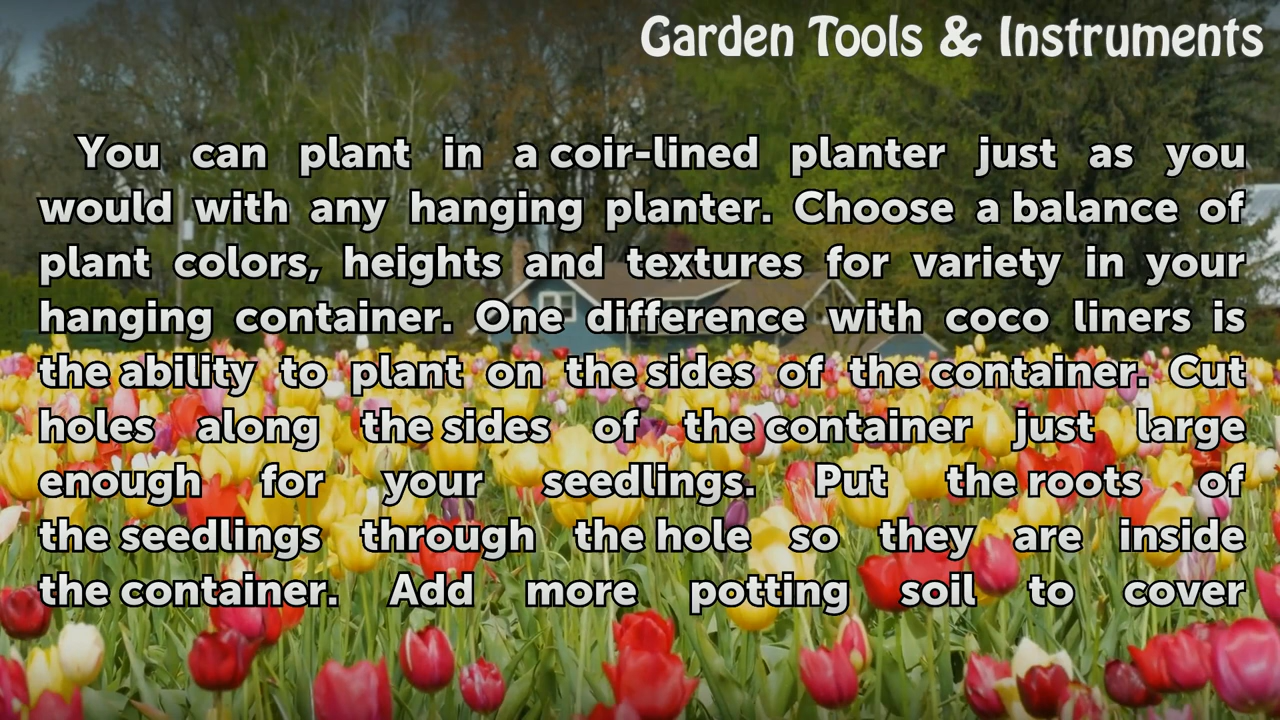 Garden Tools & Instruments
You can plant in a coir-lined planter just as you
would with any hanging planter. Choose a balance of
plant colors, heights and textures for variety in your
hanging container. One difference with coco liners is
the ability to plant on the sides of the container. Cut
holes along the sides of the container just large
enough for your seedlings. Put the roots of
the seedlings through the hole so they are inside
the container. Add more potting soil to cover